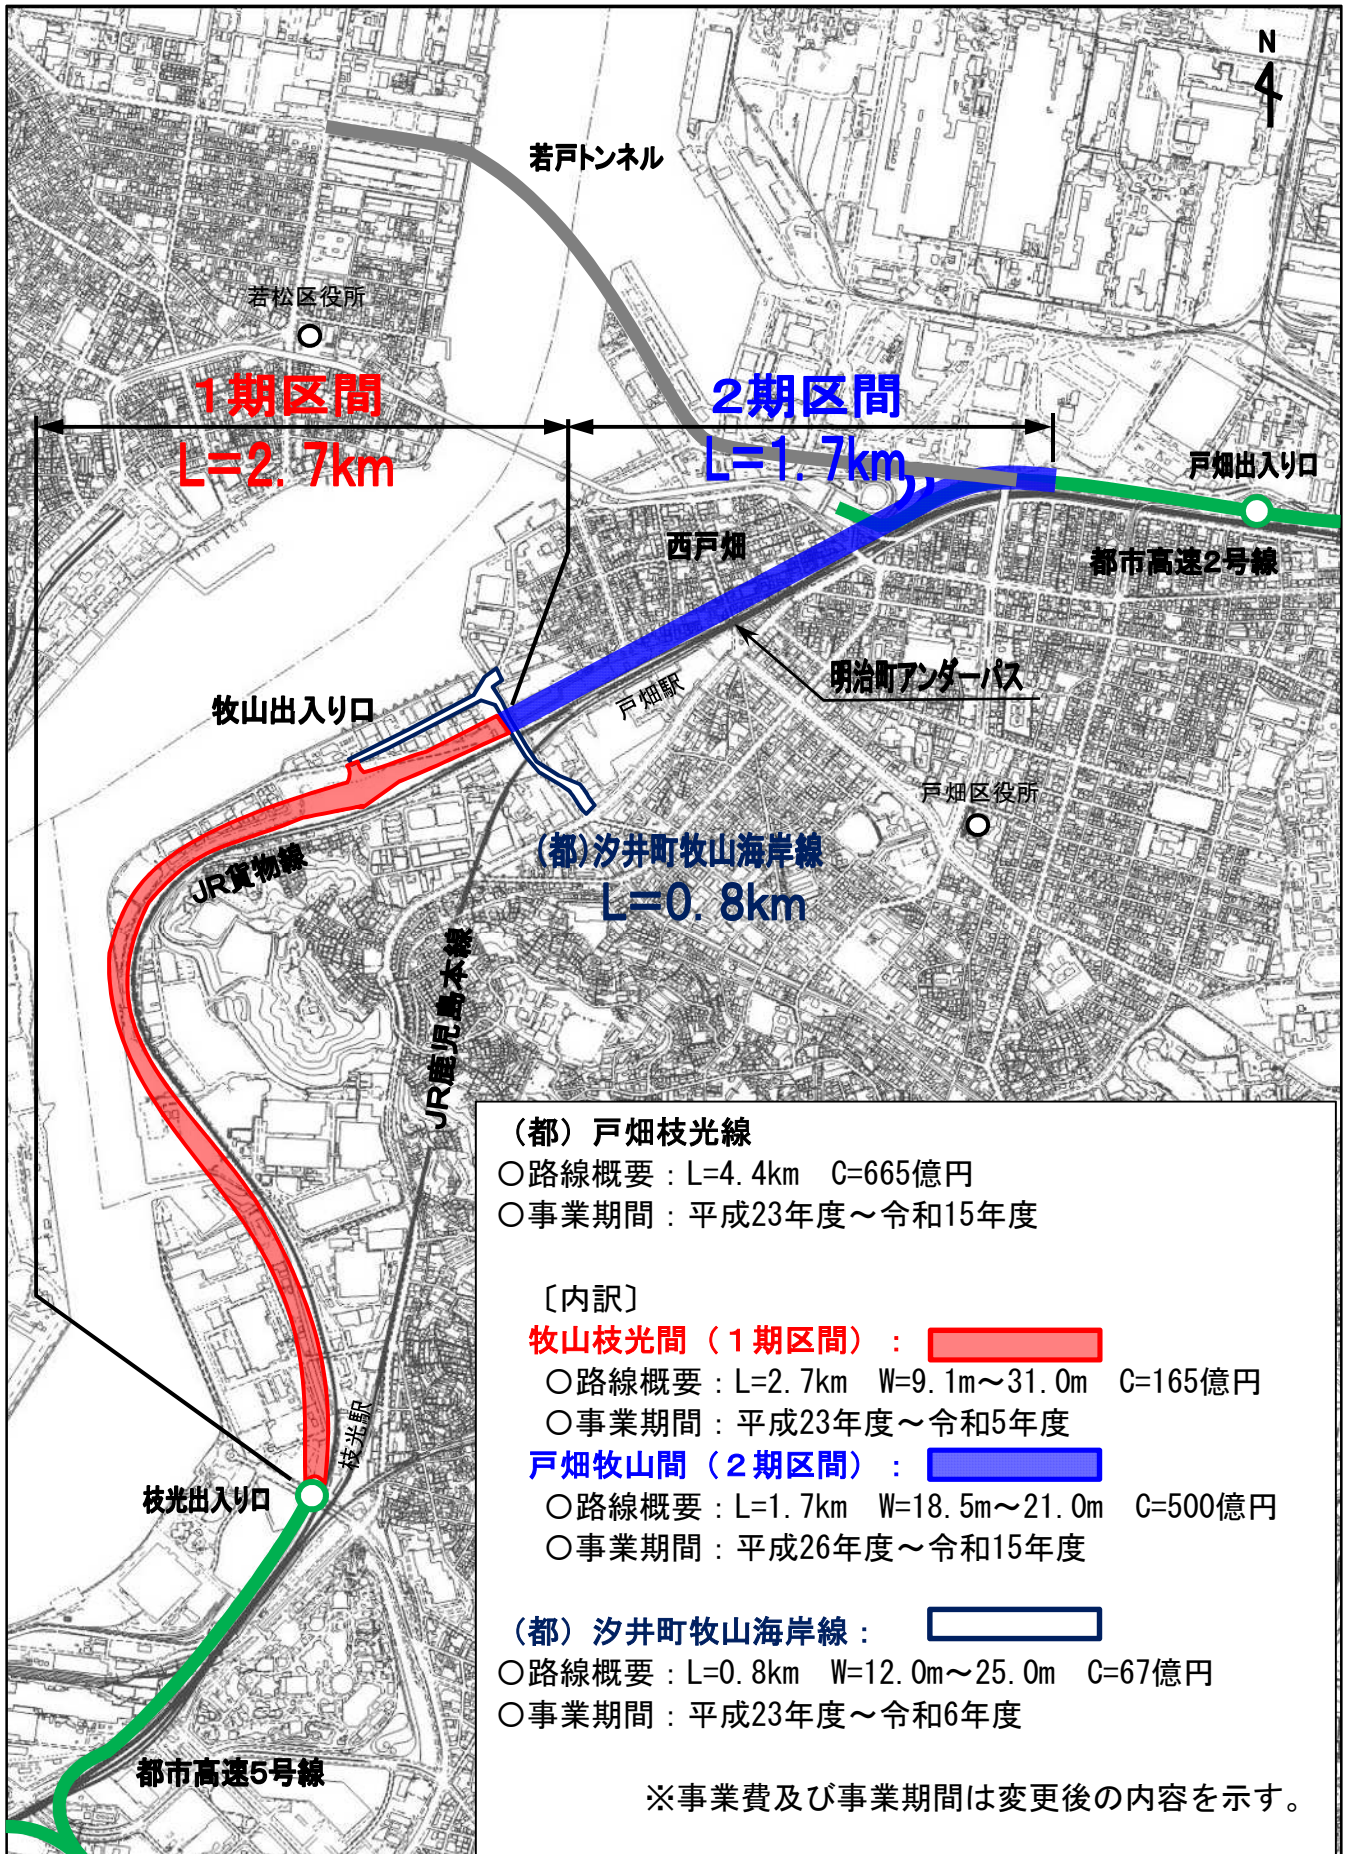 N
若戸トンネル
若松区役所
1期区間
L=2.7km
2期区間
L=1.7km
戸畑出入り口
西戸畑
都市高速2号線
明治町アンダーパス
戸畑駅
牧山出入り口
戸畑区役所
(都)汐井町牧山海岸線
L=0.8km
JR貨物線
JR鹿児島本線
枝光駅
枝光出入り口
都市高速5号線
（都）戸畑枝光線
〇路線概要：L=4.4km　C=665億円
〇事業期間：平成23年度～令和15年度
〔内訳〕
牧山枝光間（１期区間）：
〇路線概要：L=2.7km　W=9.1m～31.0m　C=165億円
〇事業期間：平成23年度～令和5年度
戸畑牧山間（２期区間）：
〇路線概要：L=1.7km　W=18.5m～21.0m　C=500億円
〇事業期間：平成26年度～令和15年度
（都）汐井町牧山海岸線：
〇路線概要：L=0.8km　W=12.0m～25.0m　C=67億円
〇事業期間：平成23年度～令和6年度
※事業費及び事業期間は変更後の内容を示す。